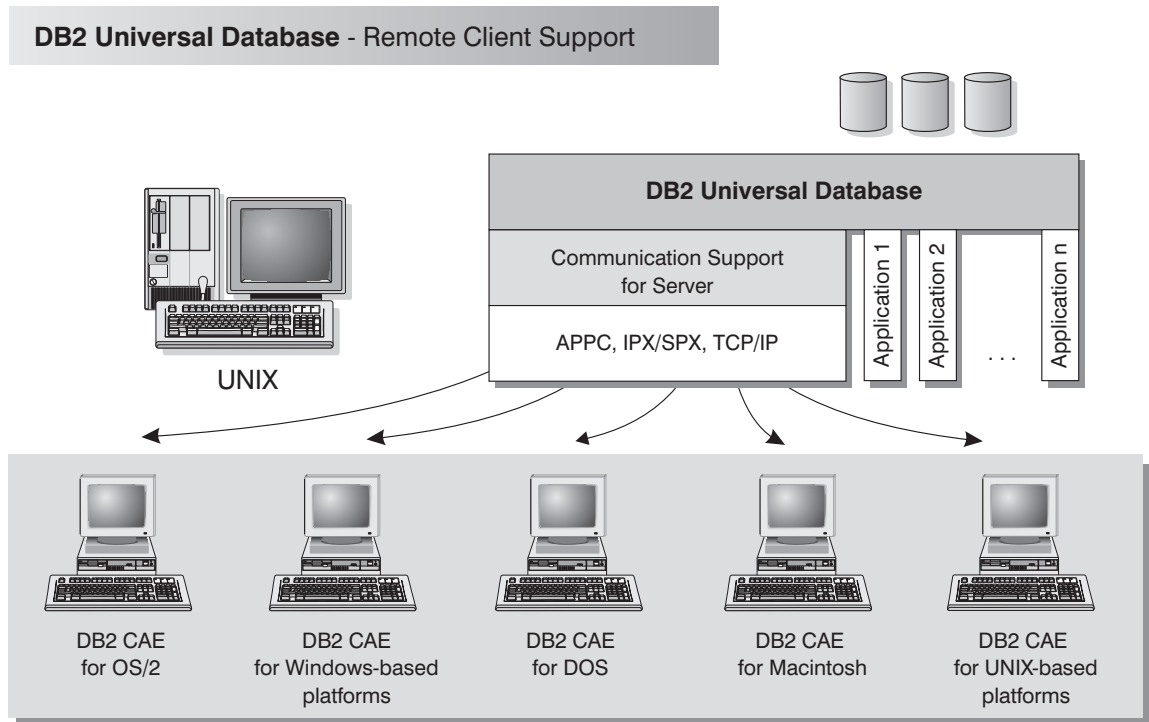 DB2 Universal Database - Remote Client Support
DB2 Universal Database
Communication Support
for Server
APPC, IPX/SPX, TCP/IP
Application 1
Application 2
. . .
Application n
UNIX
DB2 CAE
for OS/2
DB2 CAE
for Windows-based
platforms
DB2 CAE
for DOS
DB2 CAE
for Macintosh
DB2 CAE
for UNIX-based
platforms